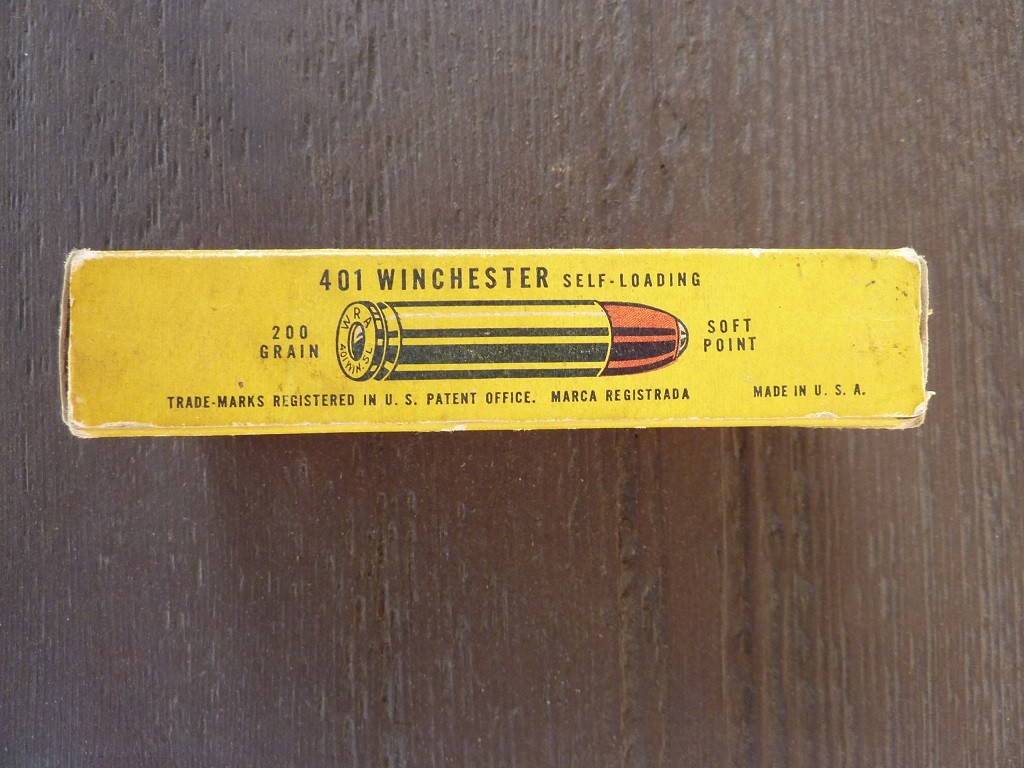 401 WINCHESTER SELF-LOADING
200
GRAIN
W R A
401 WIN. S.L.
SOFT
POINT
TRADE-MARKS REGISTERED IN U. S. PATENT OFFICE. MARCA REGISTRADA
MADE IN U. S. A.